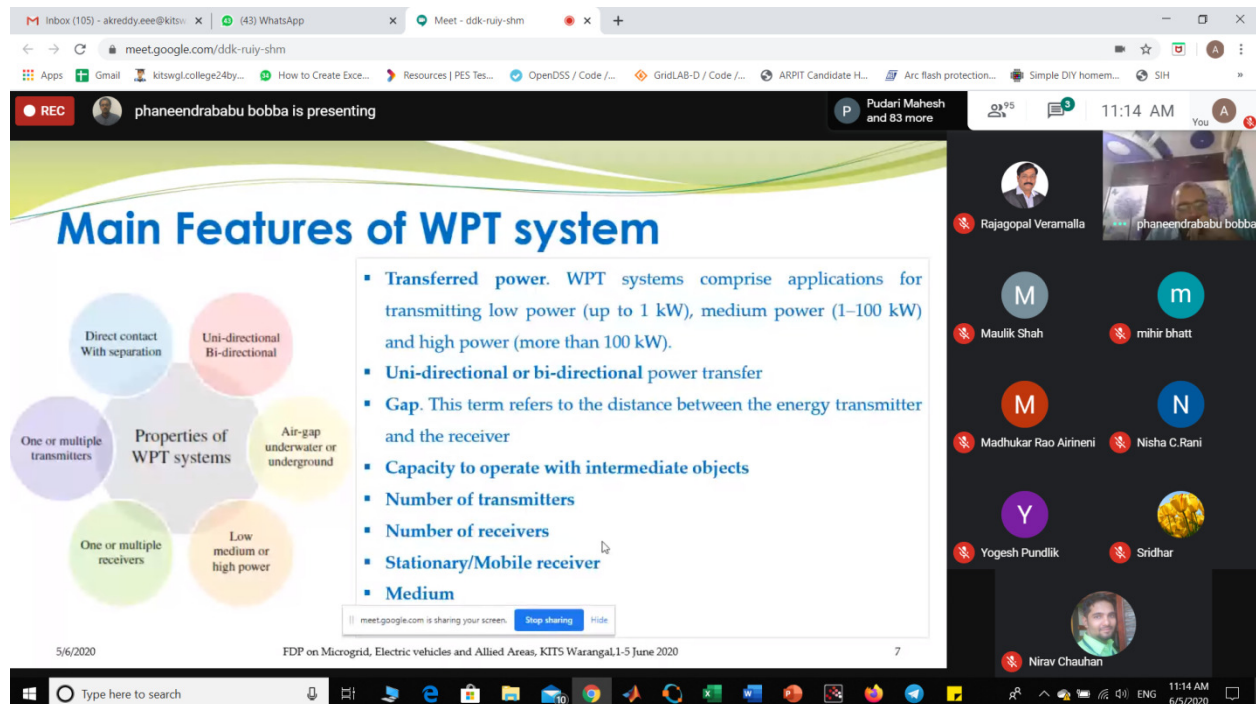 Inbox (105) - akreddy.eee@kitsw
(43) WhatsApp
Meet - ddk-ruiy-shm
meet.google.com/ddk-ruiy-shm
A
Apps
Gmail
kitswgl.college24by...
How to Create Exce...
Resources | PES Tes...
OpenDSS / Code /...
GridLAB-D / Code /...
ARPIT Candidate H...
Arc flash protection...
Simple DIY homem...
SIH
»
REC
phaneendrababu bobba is presenting
P
Pudari Mahesh
and 83 more
95
3
11:14 AM
You
A
Main Features of WPT system
Direct contact
With separation
Uni-directional
Bi-directional
One or multiple
transmitters
Properties of
WPT systems
Air-gap
underwater or
underground
One or multiple
receivers
Low
medium or
high power
▪ Transferred power. WPT systems comprise applications for
transmitting low power (up to 1 kW), medium power (1–100 kW)
and high power (more than 100 kW).
▪ Uni-directional or bi-directional power transfer
▪ Gap. This term refers to the distance between the energy transmitter
and the receiver
▪ Capacity to operate with intermediate objects
▪ Number of transmitters
▪ Number of receivers
▪ Stationary/Mobile receiver
▪ Medium
meet.google.com is sharing your screen.
Stop sharing
Hide
5/6/2020
FDP on Microgrid, Electric vehicles and Allied Areas, KITS Warangal,1-5 June 2020
7
Rajagopal Veramalla
phaneendrababu bobba
M
Maulik Shah
m
mihir bhatt
M
Madhukar Rao Airineni
N
Nisha C.Rani
Y
Yogesh Pundlik
Sridhar
Nirav Chauhan
Type here to search
10
ENG
11:14 AM
6/5/2020